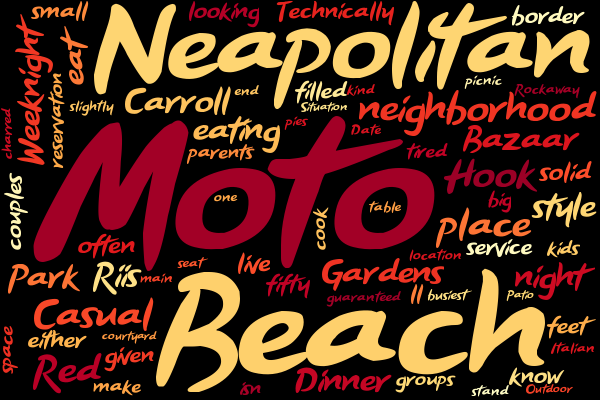 small
looking
Technically
border
Neapolitan
Weeknight
eat
picnic
reservation
slightly
Carroll
end
filled
kind
Situation
Rockaway
neighborhood
charred
eating
pies
Date
Bazaar
parents
tired
Moto
Hook
solid
couples
one
table
big
style
cook
place
often
service
kids
location
Park
Riis
main
seat
live
fifty
Gardens
guaranteed
ll
busiest
night
Patio
Casual
Beach
feet
space
either
courtyard
Italian
Red
given
make
isn
Dinner
groups
stand
know
Outdoor